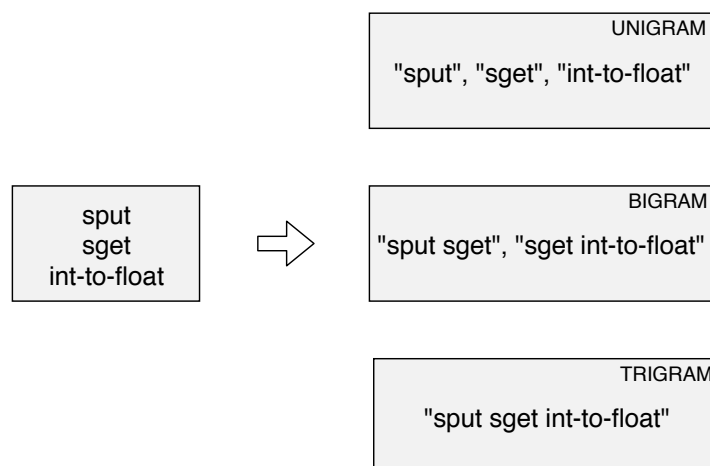 UNIGRAM
"sput", "sget", "int-to-float"
sput
sget
int-to-float
BIGRAM
"sput sget", "sget int-to-float"
TRIGRAM
"sput sget int-to-float"